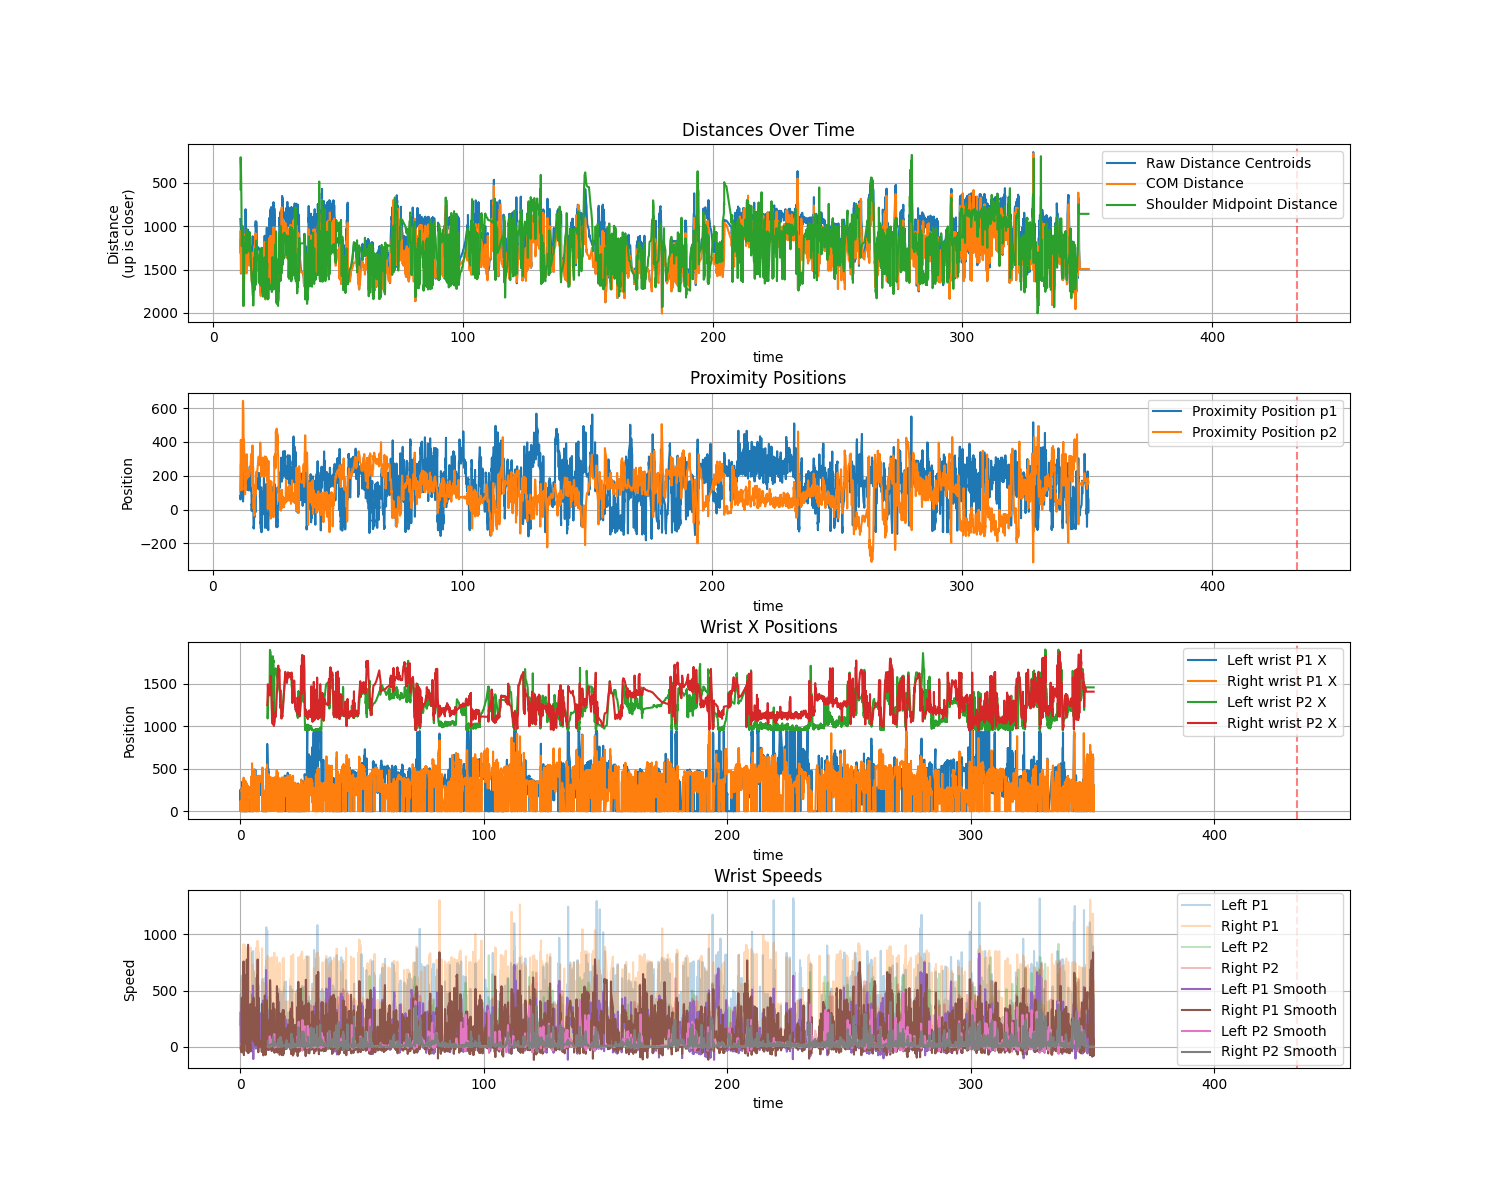 Distances Over Time
Distance
(up is closer)
500
1000
1500
2000
Raw Distance Centroids
COM Distance
Shoulder Midpoint Distance
0 100 200 300 400
time
Proximity Positions
Position
600
400
200
0
−200
Proximity Position p1
Proximity Position p2
0 100 200 300 400
time
Wrist X Positions
Position
1500
1000
500
0
Left wrist P1 X
Right wrist P1 X
Left wrist P2 X
Right wrist P2 X
0 100 200 300 400
time
Wrist Speeds
Speed
1000
500
0
Left P1
Right P1
Left P2
Right P2
Left P1 Smooth
Right P1 Smooth
Left P2 Smooth
Right P2 Smooth
0 100 200 300 400
time